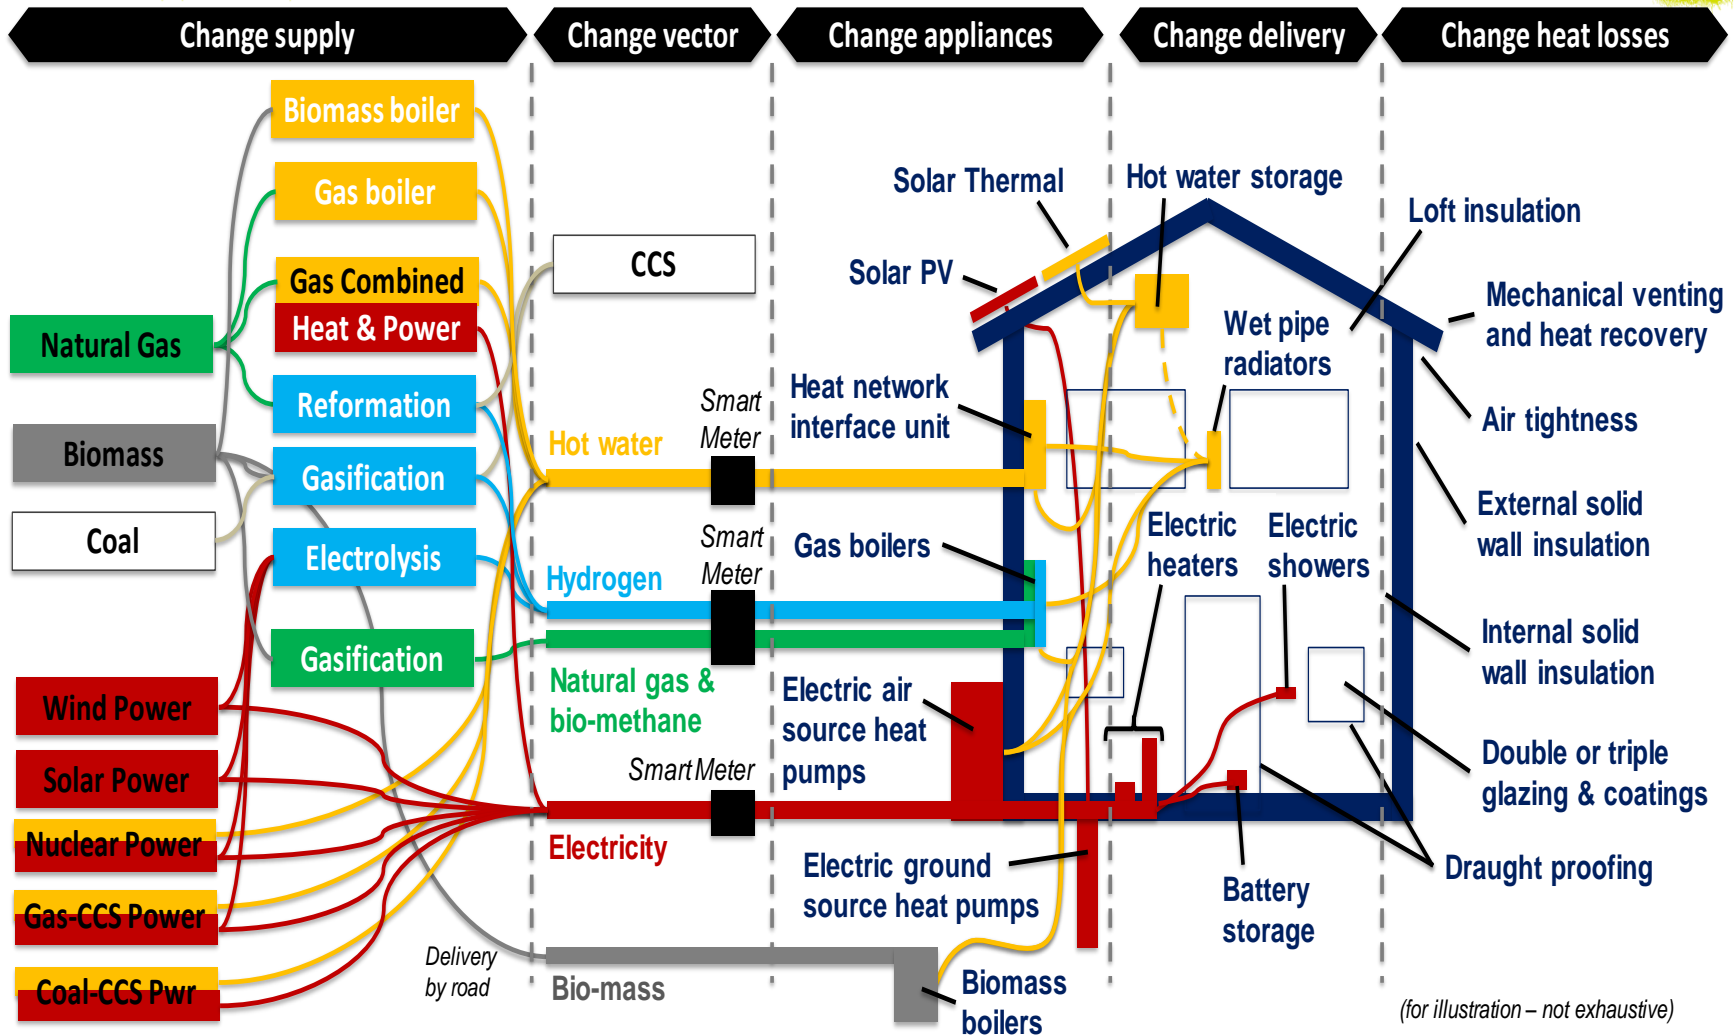 Change supply
Change vector
Change appliances
Change delivery
Change heat losses
Biomass boiler
Gas boiler
Gas Combined
Heat & Power
Reformation
Gasification
Electrolysis
Gasification
Natural Gas
Biomass
Coal
Wind Power
Solar Power
Nuclear Power
Gas-CCS Power
Coal-CCS Pwr
Delivery
by road
CCS
Hot water
Smart
Meter
Hydrogen
Smart
Meter
Natural gas &
bio-methane
Smart Meter
Electricity
Bio-mass
Solar Thermal
Solar PV
Heat network
interface unit
Gas boilers
Electric air
source heat
pumps
Electric ground
source heat pumps
Biomass
boilers
Hot water storage
Wet pipe
radiators
Electric
heaters
Electric
showers
Battery
storage
Loft insulation
Mechanical venting
and heat recovery
Air tightness
External solid
wall insulation
Internal solid
wall insulation
Double or triple
glazing & coatings
Draught proofing
(for illustration – not exhaustive)